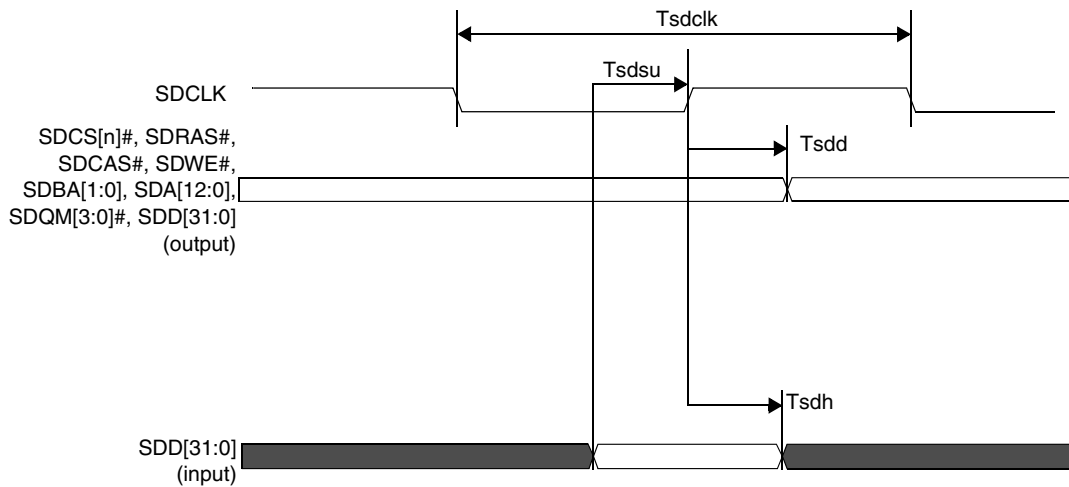 Tsdclk
Tsdsu
SDCLK
SDCS[n]#, SDRAS#,
SDCAS#, SDWE#,
SDBA[1:0], SDA[12:0],
SDQM[3:0]#, SDD[31:0]
(output)
Tsdd
Tsdh
SDD[31:0]
(input)